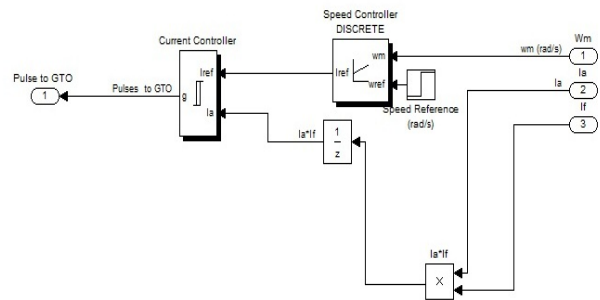 Speed Controller
DISCRETE
Current Controller
Wm
wm (rad/s)
1
wm
Iref
Iref
Ia
Pulse to GTO
Pulses to GTO
1
g
wref
Ia
2
Speed Reference
(rad/s)
If
3
Ia
Ia*If
1
z
Ia*If
X